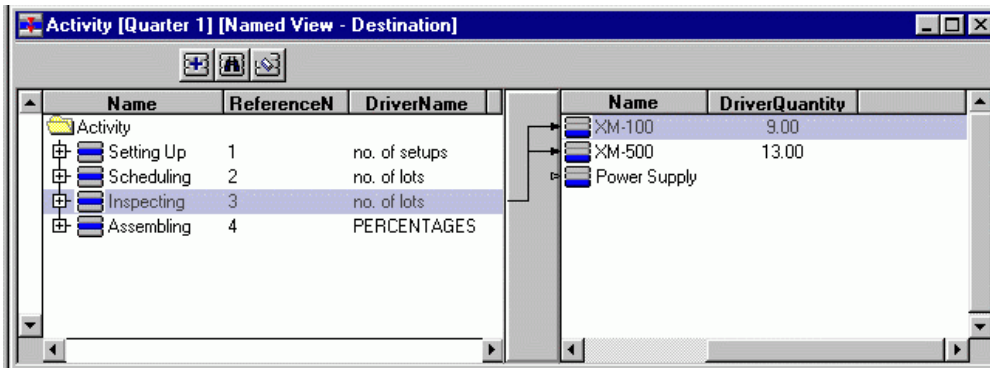 Activity [Quarter 1] [Named View - Destination]
Name ReferenceN DriverName Name DriverQuantity
Activity XM-100 9.00
Setting Up 1 no. of setups XM-500 13.00
Scheduling 2 no. of lots Power Supply
Inspecting 3 no. of lots
Assembling 4 PERCENTAGES